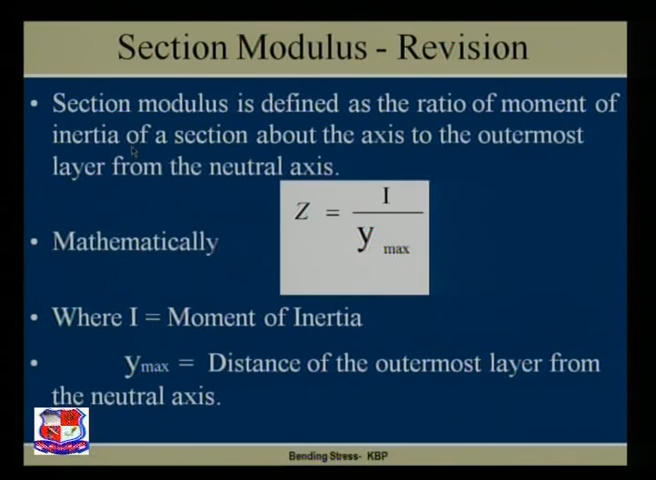 Section Modulus - Revision
• Section modulus is defined as the ratio of moment of
inertia of a section about the axis to the outermost
layer from the neutral axis.
Z = I / y max
• Mathematically
• Where I = Moment of Inertia
• ymax = Distance of the outermost layer from
the neutral axis.
Bending Stress- KBP